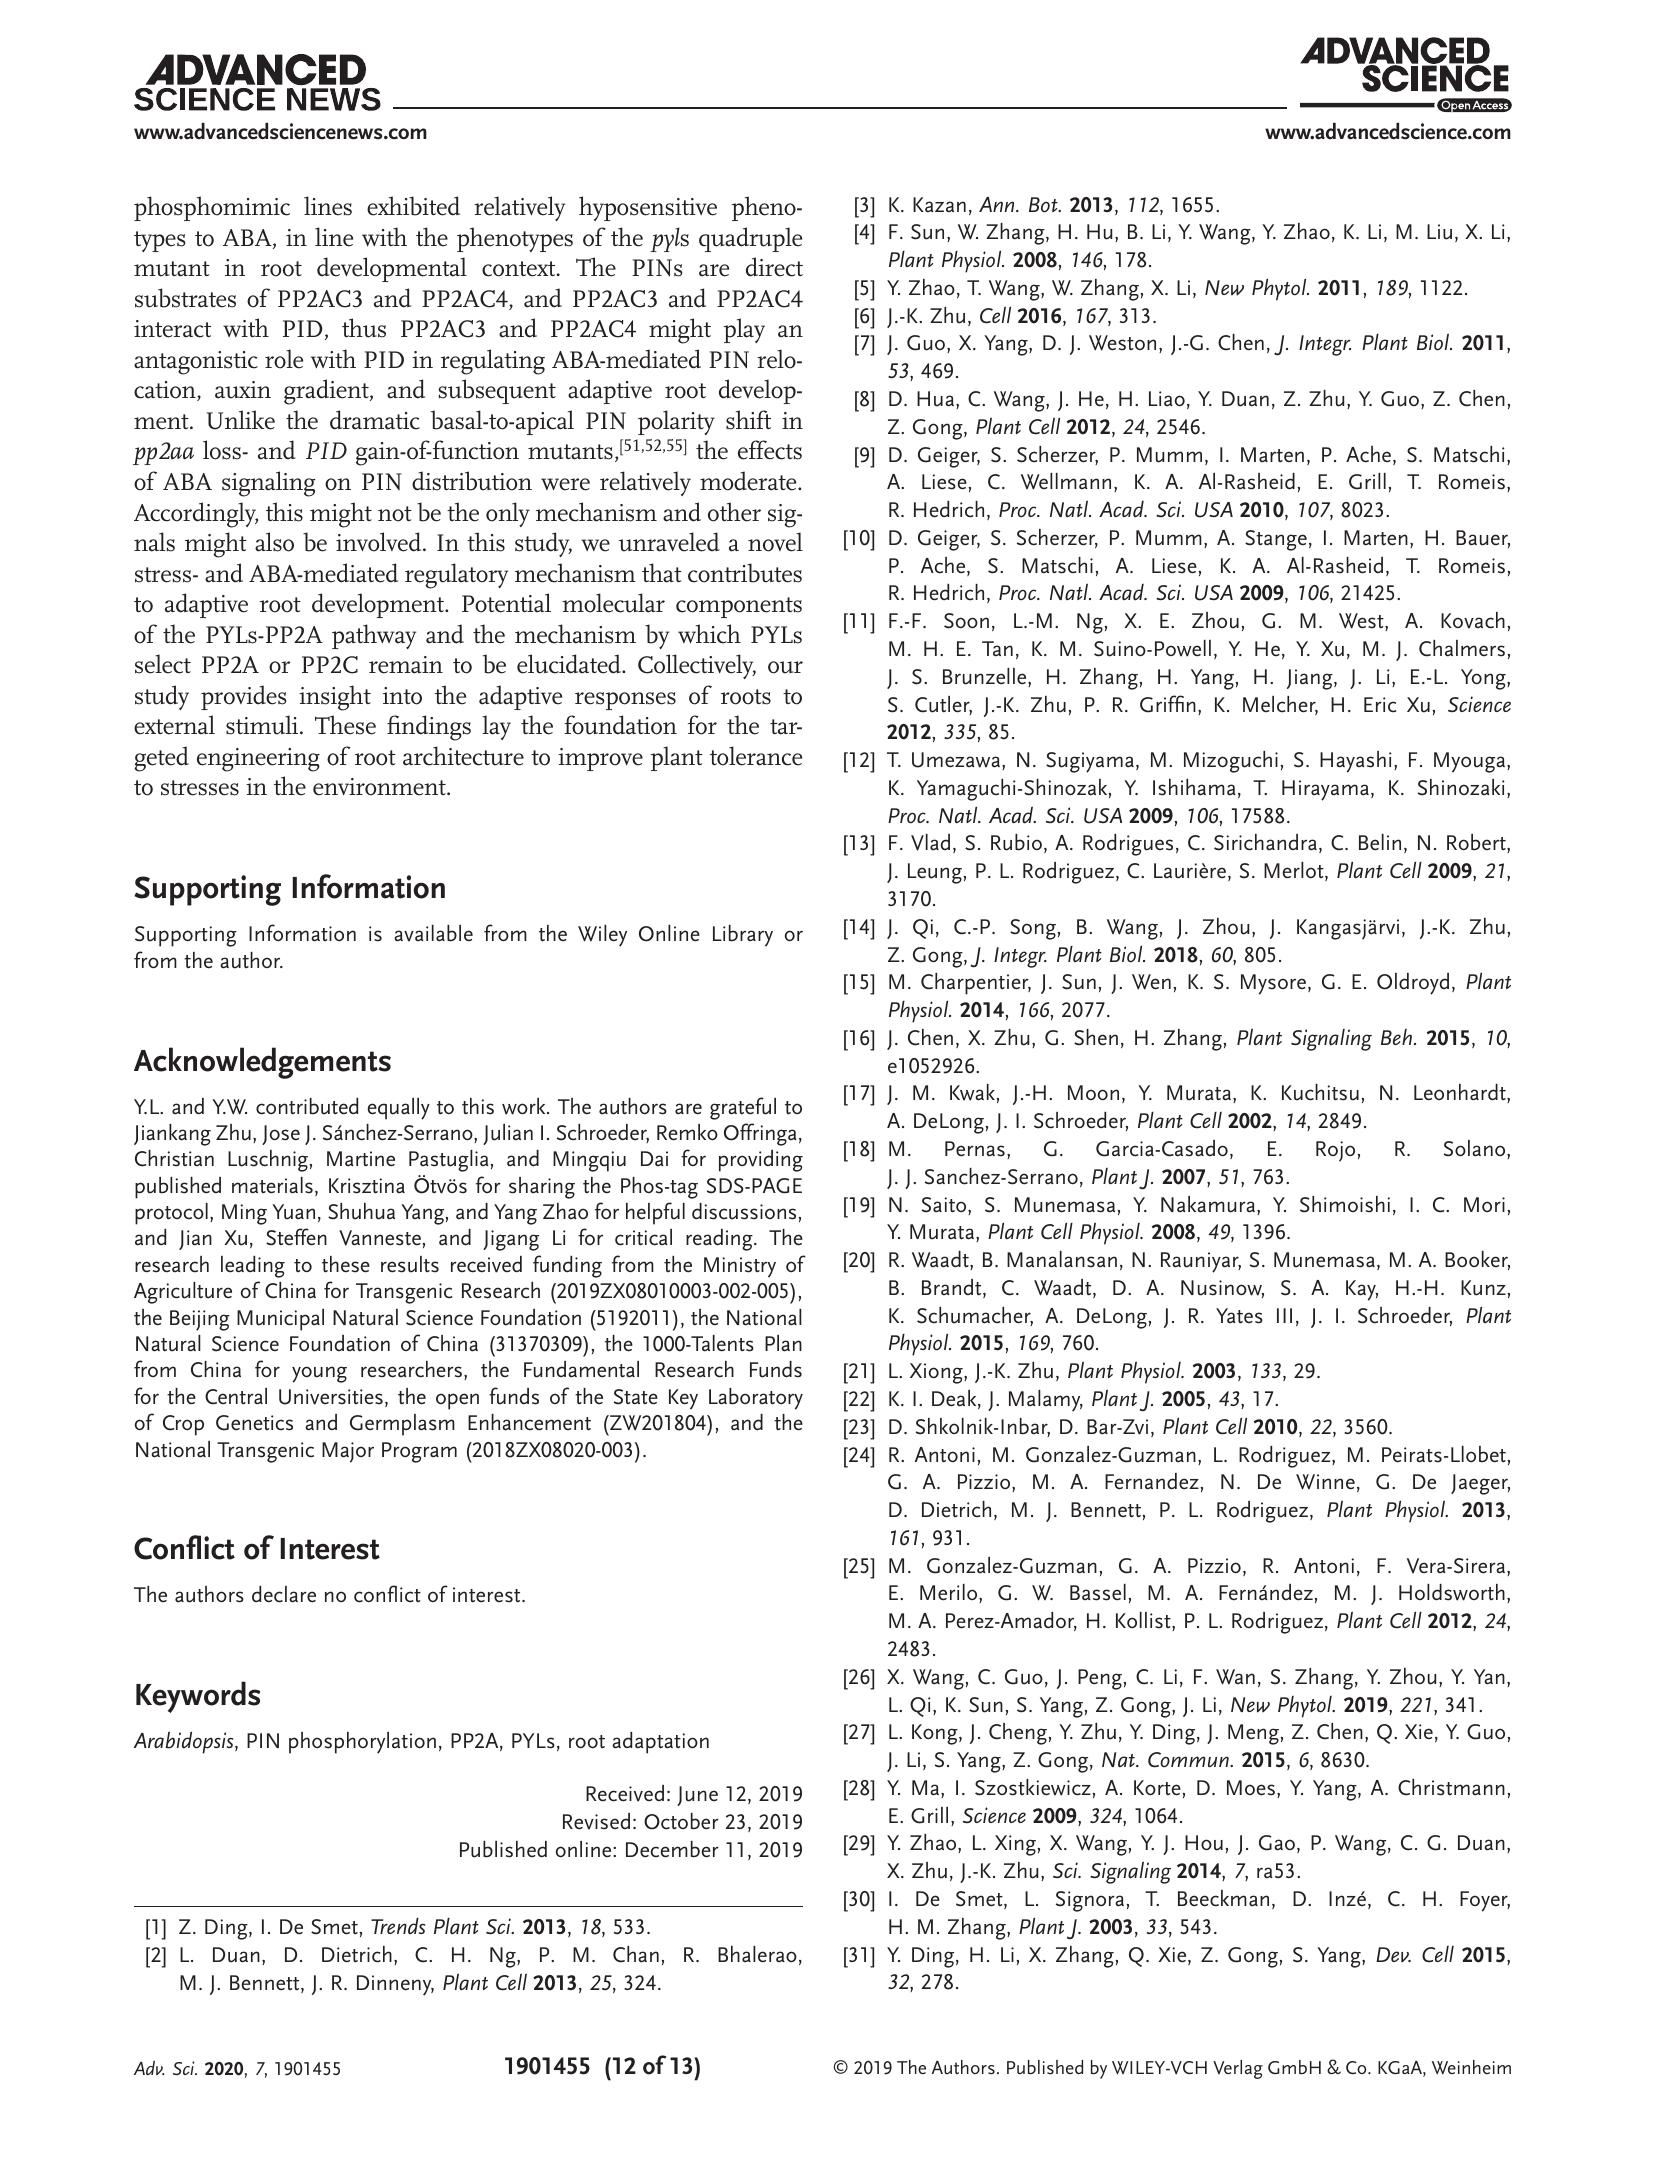 ADVANCED
SCIENCE NEWS
www.advancedsciencenews.com
ADVANCED
SCIENCE
Open Access
www.advancedscience.com
phosphomimic lines exhibited relatively hyposensitive pheno-
types to ABA, in line with the phenotypes of the pyls quadruple
mutant in root developmental context. The PINs are direct
substrates of PP2AC3 and PP2AC4, and PP2AC3 and PP2AC4
interact with PID, thus PP2AC3 and PP2AC4 might play an
antagonistic role with PID in regulating ABA-mediated PIN relo-
cation, auxin gradient, and subsequent adaptive root develop-
ment. Unlike the dramatic basal-to-apical PIN polarity shift in
pp2aa loss- and PID gain-of-function mutants,[51,52,55] the effects
of ABA signaling on PIN distribution were relatively moderate.
Accordingly, this might not be the only mechanism and other sig-
nals might also be involved. In this study, we unraveled a novel
stress- and ABA-mediated regulatory mechanism that contributes
to adaptive root development. Potential molecular components
of the PYLs-PP2A pathway and the mechanism by which PYLs
select PP2A or PP2C remain to be elucidated. Collectively, our
study provides insight into the adaptive responses of roots to
external stimuli. These findings lay the foundation for the tar-
geted engineering of root architecture to improve plant tolerance
to stresses in the environment.
Supporting Information
Supporting Information is available from the Wiley Online Library or
from the author.
Acknowledgements
Y.L. and Y.W. contributed equally to this work. The authors are grateful to
Jiankang Zhu, Jose J. Sánchez-Serrano, Julian I. Schroeder, Remko Offringa,
Christian Luschnig, Martine Pastuglia, and Mingqiu Dai for providing
published materials, Krisztina Ötvös for sharing the Phos-tag SDS-PAGE
protocol, Ming Yuan, Shuhua Yang, and Yang Zhao for helpful discussions,
and Jian Xu, Steffen Vanneste, and Jigang Li for critical reading. The
research leading to these results received funding from the Ministry of
Agriculture of China for Transgenic Research (2019ZX08010003-002-005),
the Beijing Municipal Natural Science Foundation (5192011), the National
Natural Science Foundation of China (31370309), the 1000-Talents Plan
from China for young researchers, the Fundamental Research Funds
for the Central Universities, the open funds of the State Key Laboratory
of Crop Genetics and Germplasm Enhancement (ZW201804), and the
National Transgenic Major Program (2018ZX08020-003).
Conflict of Interest
The authors declare no conflict of interest.
Keywords
Arabidopsis, PIN phosphorylation, PP2A, PYLs, root adaptation
Received: June 12, 2019
Revised: October 23, 2019
Published online: December 11, 2019
[1] Z. Ding, I. De Smet, Trends Plant Sci. 2013, 18, 533.
[2] L. Duan, D. Dietrich, C. H. Ng, P. M. Chan, R. Bhalerao,
M. J. Bennett, J. R. Dinneny, Plant Cell 2013, 25, 324.
[3] K. Kazan, Ann. Bot. 2013, 112, 1655.
[4] F. Sun, W. Zhang, H. Hu, B. Li, Y. Wang, Y. Zhao, K. Li, M. Liu, X. Li,
Plant Physiol. 2008, 146, 178.
[5] Y. Zhao, T. Wang, W. Zhang, X. Li, New Phytol. 2011, 189, 1122.
[6] J.-K. Zhu, Cell 2016, 167, 313.
[7] J. Guo, X. Yang, D. J. Weston, J.-G. Chen, J. Integr. Plant Biol. 2011,
53, 469.
[8] D. Hua, C. Wang, J. He, H. Liao, Y. Duan, Z. Zhu, Y. Guo, Z. Chen,
Z. Gong, Plant Cell 2012, 24, 2546.
[9] D. Geiger, S. Scherzer, P. Mumm, I. Marten, P. Ache, S. Matschi,
A. Liese, C. Wellmann, K. A. Al-Rasheid, E. Grill, T. Romeis,
R. Hedrich, Proc. Natl. Acad. Sci. USA 2010, 107, 8023.
[10] D. Geiger, S. Scherzer, P. Mumm, A. Stange, I. Marten, H. Bauer,
P. Ache, S. Matschi, A. Liese, K. A. Al-Rasheid, T. Romeis,
R. Hedrich, Proc. Natl. Acad. Sci. USA 2009, 106, 21425.
[11] F.-F. Soon, L.-M. Ng, X. E. Zhou, G. M. West, A. Kovach,
M. H. E. Tan, K. M. Suino-Powell, Y. He, Y. Xu, M. J. Chalmers,
J. S. Brunzelle, H. Zhang, H. Yang, H. Jiang, J. Li, E.-L. Yong,
S. Cutler, J.-K. Zhu, P. R. Griffin, K. Melcher, H. Eric Xu, Science
2012, 335, 85.
[12] T. Umezawa, N. Sugiyama, M. Mizoguchi, S. Hayashi, F. Myouga,
K. Yamaguchi-Shinozak, Y. Ishihama, T. Hirayama, K. Shinozaki,
Proc. Natl. Acad. Sci. USA 2009, 106, 17588.
[13] F. Vlad, S. Rubio, A. Rodrigues, C. Sirichandra, C. Belin, N. Robert,
J. Leung, P. L. Rodriguez, C. Laurière, S. Merlot, Plant Cell 2009, 21,
3170.
[14] J. Qi, C.-P. Song, B. Wang, J. Zhou, J. Kangasjärvi, J.-K. Zhu,
Z. Gong, J. Integr. Plant Biol. 2018, 60, 805.
[15] M. Charpentier, J. Sun, J. Wen, K. S. Mysore, G. E. Oldroyd, Plant
Physiol. 2014, 166, 2077.
[16] J. Chen, X. Zhu, G. Shen, H. Zhang, Plant Signaling Beh. 2015, 10,
e1052926.
[17] J. M. Kwak, J.-H. Moon, Y. Murata, K. Kuchitsu, N. Leonhardt,
A. DeLong, J. I. Schroeder, Plant Cell 2002, 14, 2849.
[18] M. Pernas, G. Garcia-Casado, E. Rojo, R. Solano,
J. J. Sanchez-Serrano, Plant J. 2007, 51, 763.
[19] N. Saito, S. Munemasa, Y. Nakamura, Y. Shimoishi, I. C. Mori,
Y. Murata, Plant Cell Physiol. 2008, 49, 1396.
[20] R. Waadt, B. Manalansan, N. Rauniyar, S. Munemasa, M. A. Booker,
B. Brandt, C. Waadt, D. A. Nusinow, S. A. Kay, H.-H. Kunz,
K. Schumacher, A. DeLong, J. R. Yates III, J. I. Schroeder, Plant
Physiol. 2015, 169, 760.
[21] L. Xiong, J.-K. Zhu, Plant Physiol. 2003, 133, 29.
[22] K. I. Deak, J. Malamy, Plant J. 2005, 43, 17.
[23] D. Shkolnik-Inbar, D. Bar-Zvi, Plant Cell 2010, 22, 3560.
[24] R. Antoni, M. Gonzalez-Guzman, L. Rodriguez, M. Peirats-Llobet,
G. A. Pizzio, M. A. Fernandez, N. De Winne, G. De Jaeger,
D. Dietrich, M. J. Bennett, P. L. Rodriguez, Plant Physiol. 2013,
161, 931.
[25] M. Gonzalez-Guzman, G. A. Pizzio, R. Antoni, F. Vera-Sirera,
E. Merilo, G. W. Bassel, M. A. Fernández, M. J. Holdsworth,
M. A. Perez-Amador, H. Kollist, P. L. Rodriguez, Plant Cell 2012, 24,
2483.
[26] X. Wang, C. Guo, J. Peng, C. Li, F. Wan, S. Zhang, Y. Zhou, Y. Yan,
L. Qi, K. Sun, S. Yang, Z. Gong, J. Li, New Phytol. 2019, 221, 341.
[27] L. Kong, J. Cheng, Y. Zhu, Y. Ding, J. Meng, Z. Chen, Q. Xie, Y. Guo,
J. Li, S. Yang, Z. Gong, Nat. Commun. 2015, 6, 8630.
[28] Y. Ma, I. Szostkiewicz, A. Korte, D. Moes, Y. Yang, A. Christmann,
E. Grill, Science 2009, 324, 1064.
[29] Y. Zhao, L. Xing, X. Wang, Y. J. Hou, J. Gao, P. Wang, C. G. Duan,
X. Zhu, J.-K. Zhu, Sci. Signaling 2014, 7, ra53.
[30] I. De Smet, L. Signora, T. Beeckman, D. Inzé, C. H. Foyer,
H. M. Zhang, Plant J. 2003, 33, 543.
[31] Y. Ding, H. Li, X. Zhang, Q. Xie, Z. Gong, S. Yang, Dev. Cell 2015,
32, 278.
Adv. Sci. 2020, 7, 1901455
1901455 (12 of 13)
© 2019 The Authors. Published by WILEY-VCH Verlag GmbH & Co. KGaA, Weinheim